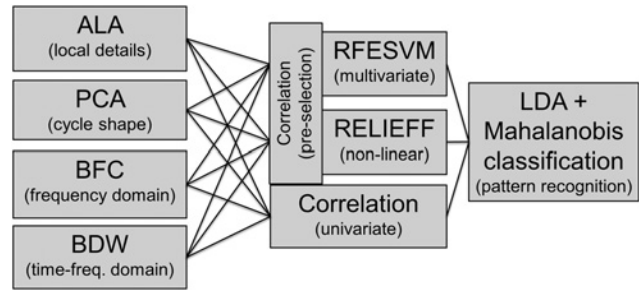 ALA
(local details)
PCA
(cycle shape)
BFC
(frequency domain)
BDW
(time-freq. domain)
Correlation
(pre-selection)
RFESVM
(multivariate)
RELIEFF
(non-linear)
Correlation
(univariate)
LDA +
Mahalanobis
classification
(pattern recognition)